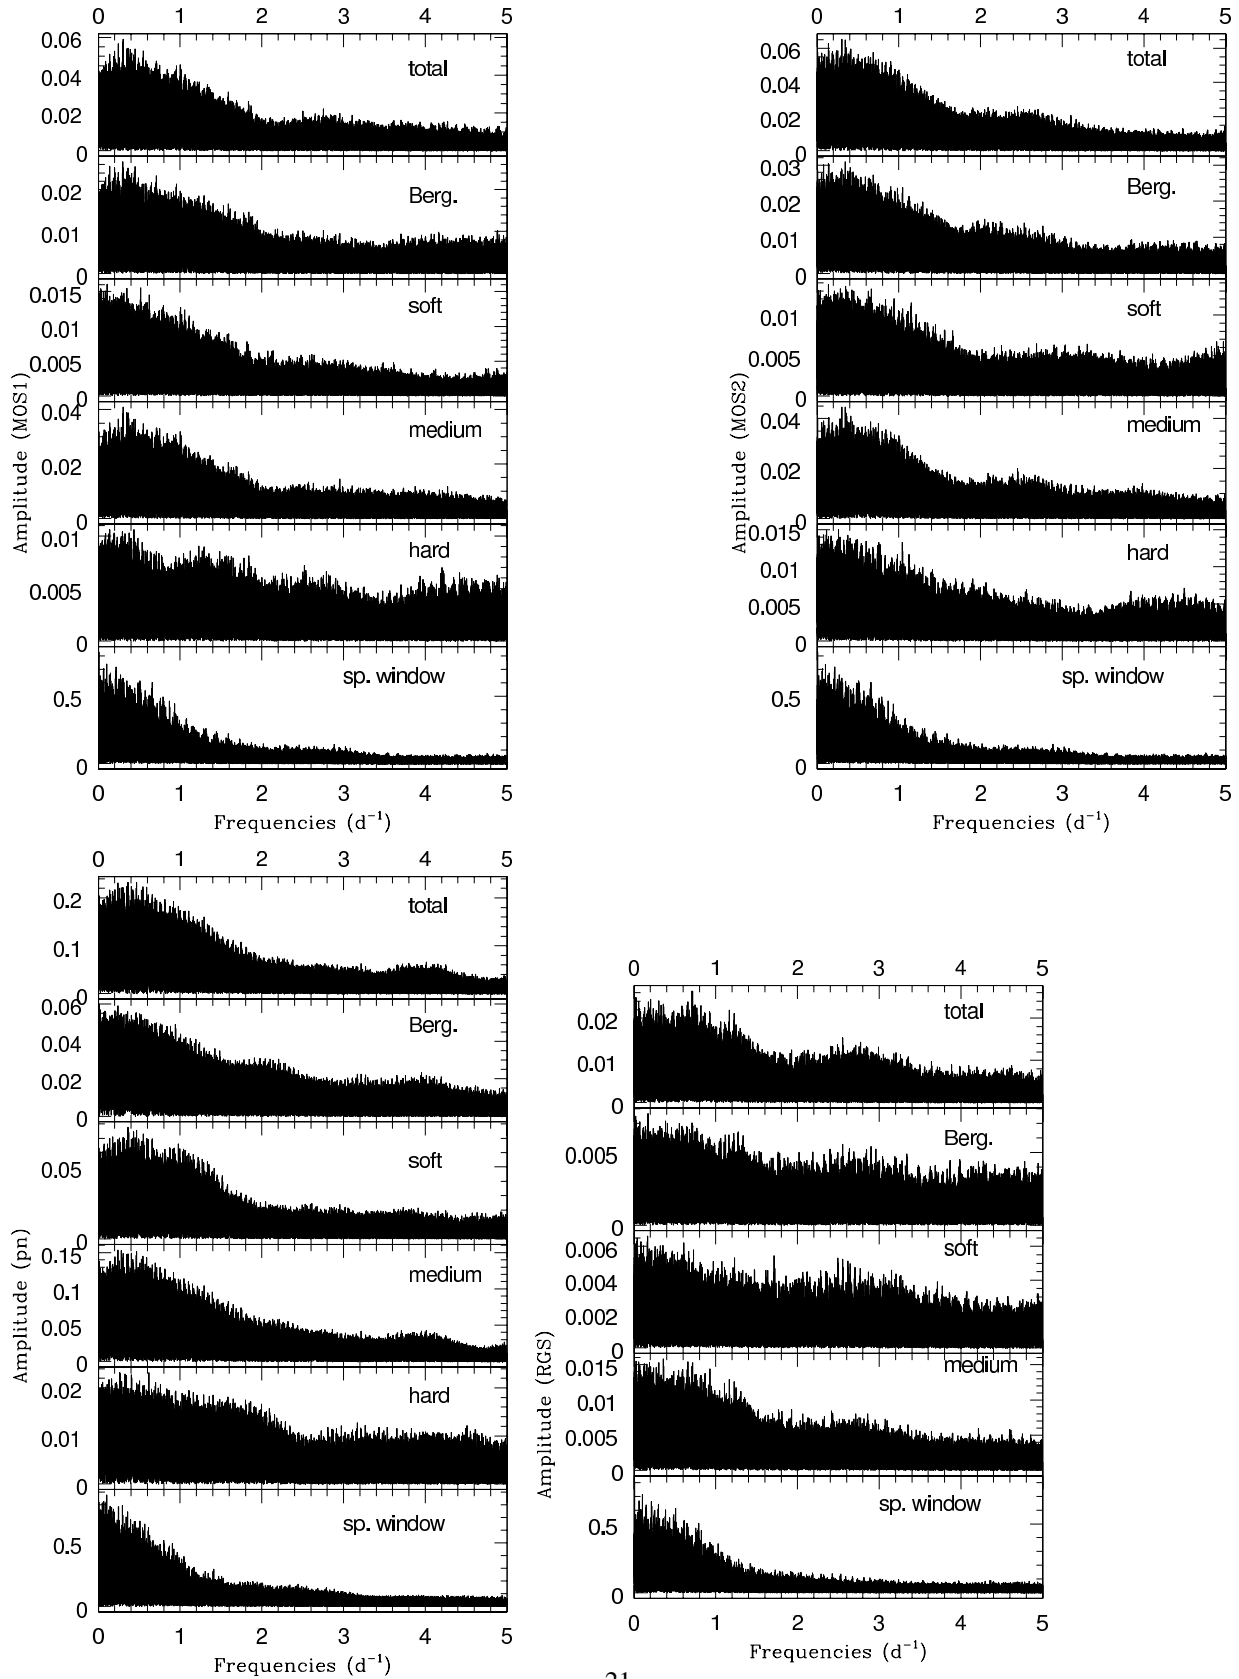 0 1 2 3 4 5
0.06 total
0.04
0.02
0
Berg.
0.02
0.01
0
0.015 soft
0.01
0.005
0
0.04 medium
0.02
0
0.01 hard
0.005
0
sp. window
0.5
0
0 1 2 3 4 5
Frequencies (d⁻¹)
Amplitude (MOS1)
0 1 2 3 4 5
0.06 total
0.04
0.02
0
0.03
Berg.
0.02
0.01
0
soft
0.01
0.005
0
0.04 medium
0.02
0
0.015
hard
0.01
0.005
0
sp. window
0.5
0
0 1 2 3 4 5
Frequencies (d⁻¹)
Amplitude (MOS2)
0 1 2 3 4 5
0.2 total
0.1
0
0.06
Berg.
0.04
0.02
0
soft
0.05
0
0.15
medium
0.1
0.05
0
0.02 hard
0.01
0
sp. window
0.5
0
0 1 2 3 4 5
Frequencies (d⁻¹)
Amplitude (pn)
0 1 2 3 4 5
total
0.02
0.01
0
Berg.
0.005
0
0.006 soft
0.004
0.002
0
0.015 medium
0.01
0.005
0
sp. window
0.5
0
0 1 2 3 4 5
Frequencies (d⁻¹)
Amplitude (RGS)
21